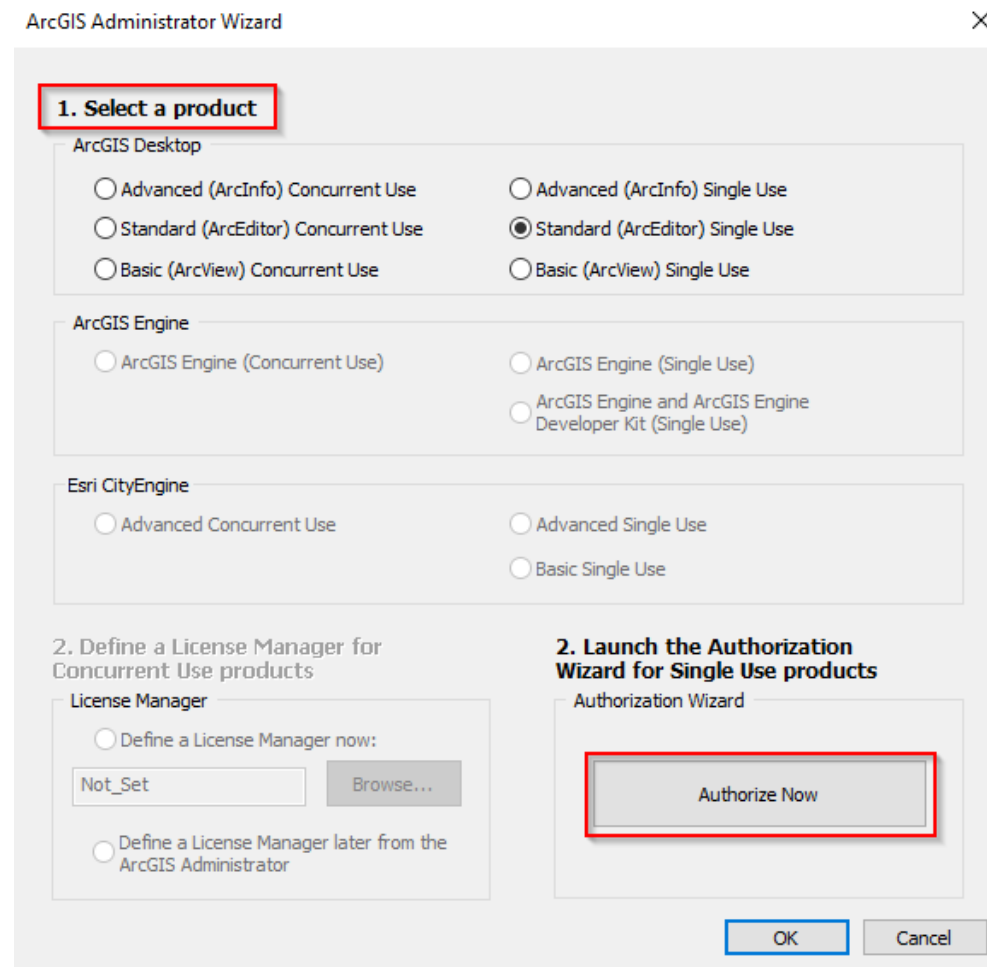 ArcGIS Administrator Wizard
1. Select a product
ArcGIS Desktop
Advanced (ArcInfo) Concurrent Use
Advanced (ArcInfo) Single Use
Standard (ArcEditor) Concurrent Use
Standard (ArcEditor) Single Use
Basic (ArcView) Concurrent Use
Basic (ArcView) Single Use
ArcGIS Engine
ArcGIS Engine (Concurrent Use)
ArcGIS Engine (Single Use)
ArcGIS Engine and ArcGIS Engine
Developer Kit (Single Use)
Esri CityEngine
Advanced Concurrent Use
Advanced Single Use
Basic Single Use
2. Define a License Manager for
Concurrent Use products
License Manager
Define a License Manager now:
Not_Set
Browse...
Define a License Manager later from the
ArcGIS Administrator
2. Launch the Authorization
Wizard for Single Use products
Authorization Wizard
Authorize Now
OK
Cancel